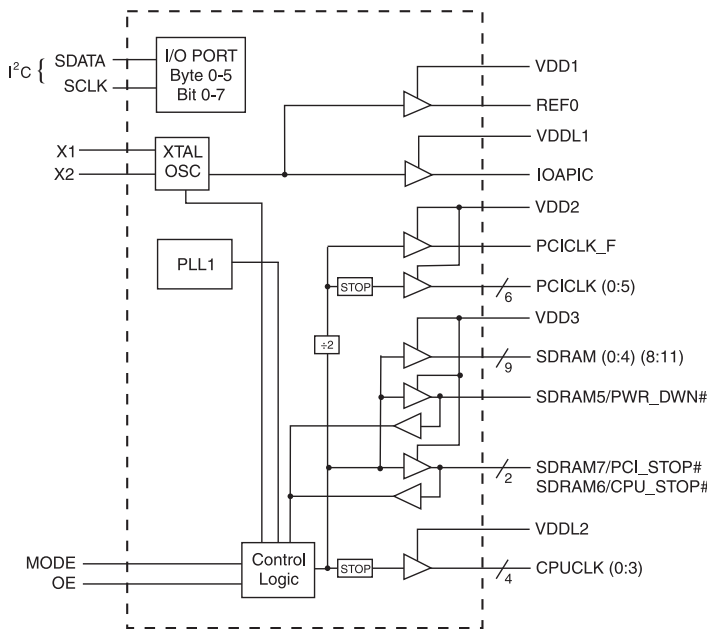 I²C { SDATA
SCLK
I/O PORT
Byte 0-5
Bit 0-7
VDD1
REF0
VDDL1
IOAPIC
X1
X2
XTAL
OSC
VDD2
PCICLK_F
PLL1
STOP
6
PCICLK (0:5)
VDD3
÷2
9
SDRAM (0:4) (8:11)
SDRAM5/PWR_DWN#
2
SDRAM7/PCI_STOP#
SDRAM6/CPU_STOP#
VDDL2
MODE
OE
Control
Logic
STOP
4
CPUCLK (0:3)